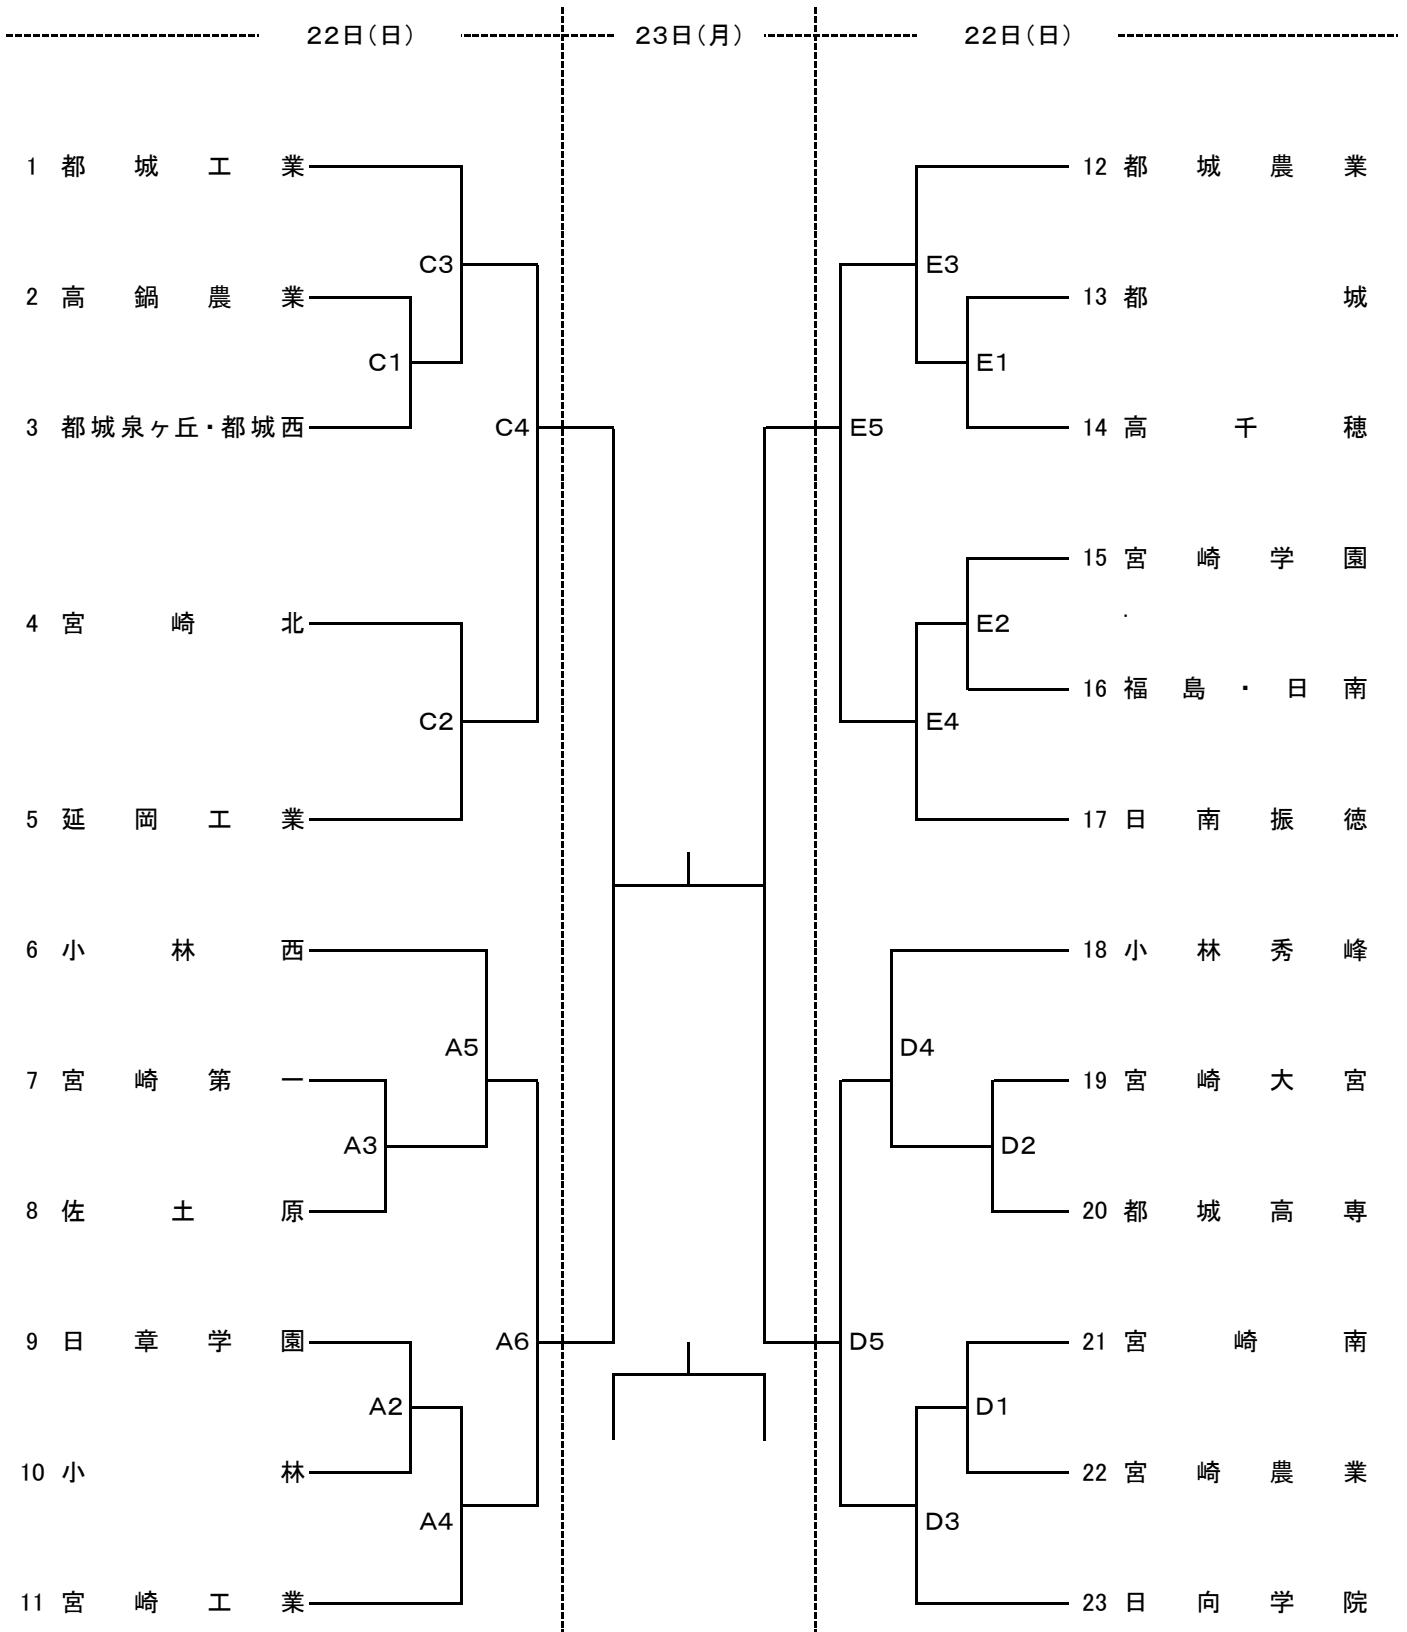 22日（日） 23日（月） 22日（日）
1 都城工業
C3
2 高鍋農業
C1
3 都城泉ヶ丘・都城西
C4
4 宮崎北
C2
5 延岡工業
6 小林西
A5
7 宮崎第一
A3
8 佐土原
9 日章学園
A6
A2
10 小林
A4
11 宮崎工業
12 都城農業
E3
13 都城
E1
14 高千穂
E5
15 宮崎学園
E2
16 福島・日南
E4
17 日南振徳
18 小林秀峰
D4
19 宮崎大宮
D2
20 都城高専
21 宮崎南
D5
D1
22 宮崎農業
D3
23 日向学院